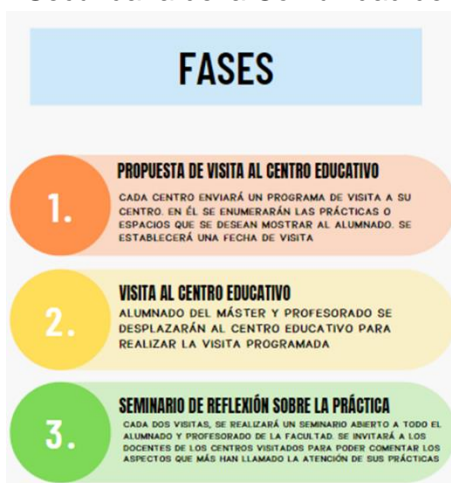 FASES
1.
PROPUESTA DE VISITA AL CENTRO EDUCATIVO
CADA CENTRO ENVIARÁ UN PROGRAMA DE VISITA A SU
CENTRO. EN ÉL SE ENUMERARÁN LAS PRÁCTICAS O
ESPACIOS QUE SE DESEAN MOSTRAR AL ALUMNADO. SE
ESTABLECERÁ UNA FECHA DE VISITA
2.
VISITA AL CENTRO EDUCATIVO
ALUMNADO DEL MÁSTER Y PROFESORADO SE
DESPLAZARÁN AL CENTRO EDUCATIVO PARA
REALIZAR LA VISITA PROGRAMADA
3.
SEMINARIO DE REFLEXIÓN SOBRE LA PRÁCTICA
CADA DOS VISITAS, SE REALIZARÁ UN SEMINARIO ABIERTO A TODO EL
ALUMNADO Y PROFESORADO DE LA FACULTAD. SE INVITARÁ A LOS
DOCENTES DE LOS CENTROS VISITADOS PARA PODER COMENTAR LOS
ASPECTOS QUE MÁS HAN LLAMADO LA ATENCIÓN DE SUS PRÁCTICAS